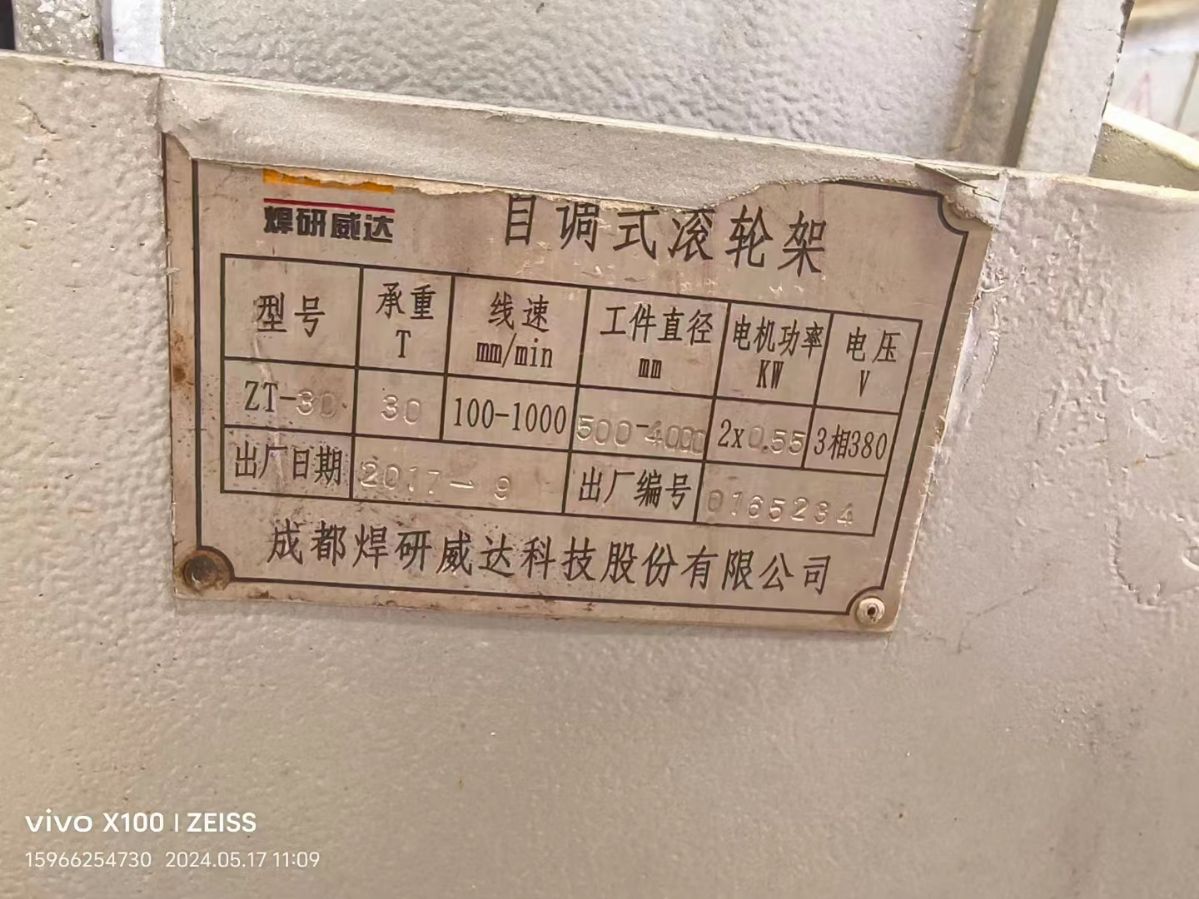 焊研威达
自调式滚轮架
型号 承重 T 线速 mm/min 工件直径 mm 电机功率 KW 电压 V
ZT-30 30 100-1000 500-4000 2x0.55 3相380
出厂日期 2017-9 出厂编号 0165234
成都焊研威达科技股份有限公司
vivo X100 | ZEISS
15966254730 2024.05.17 11:09